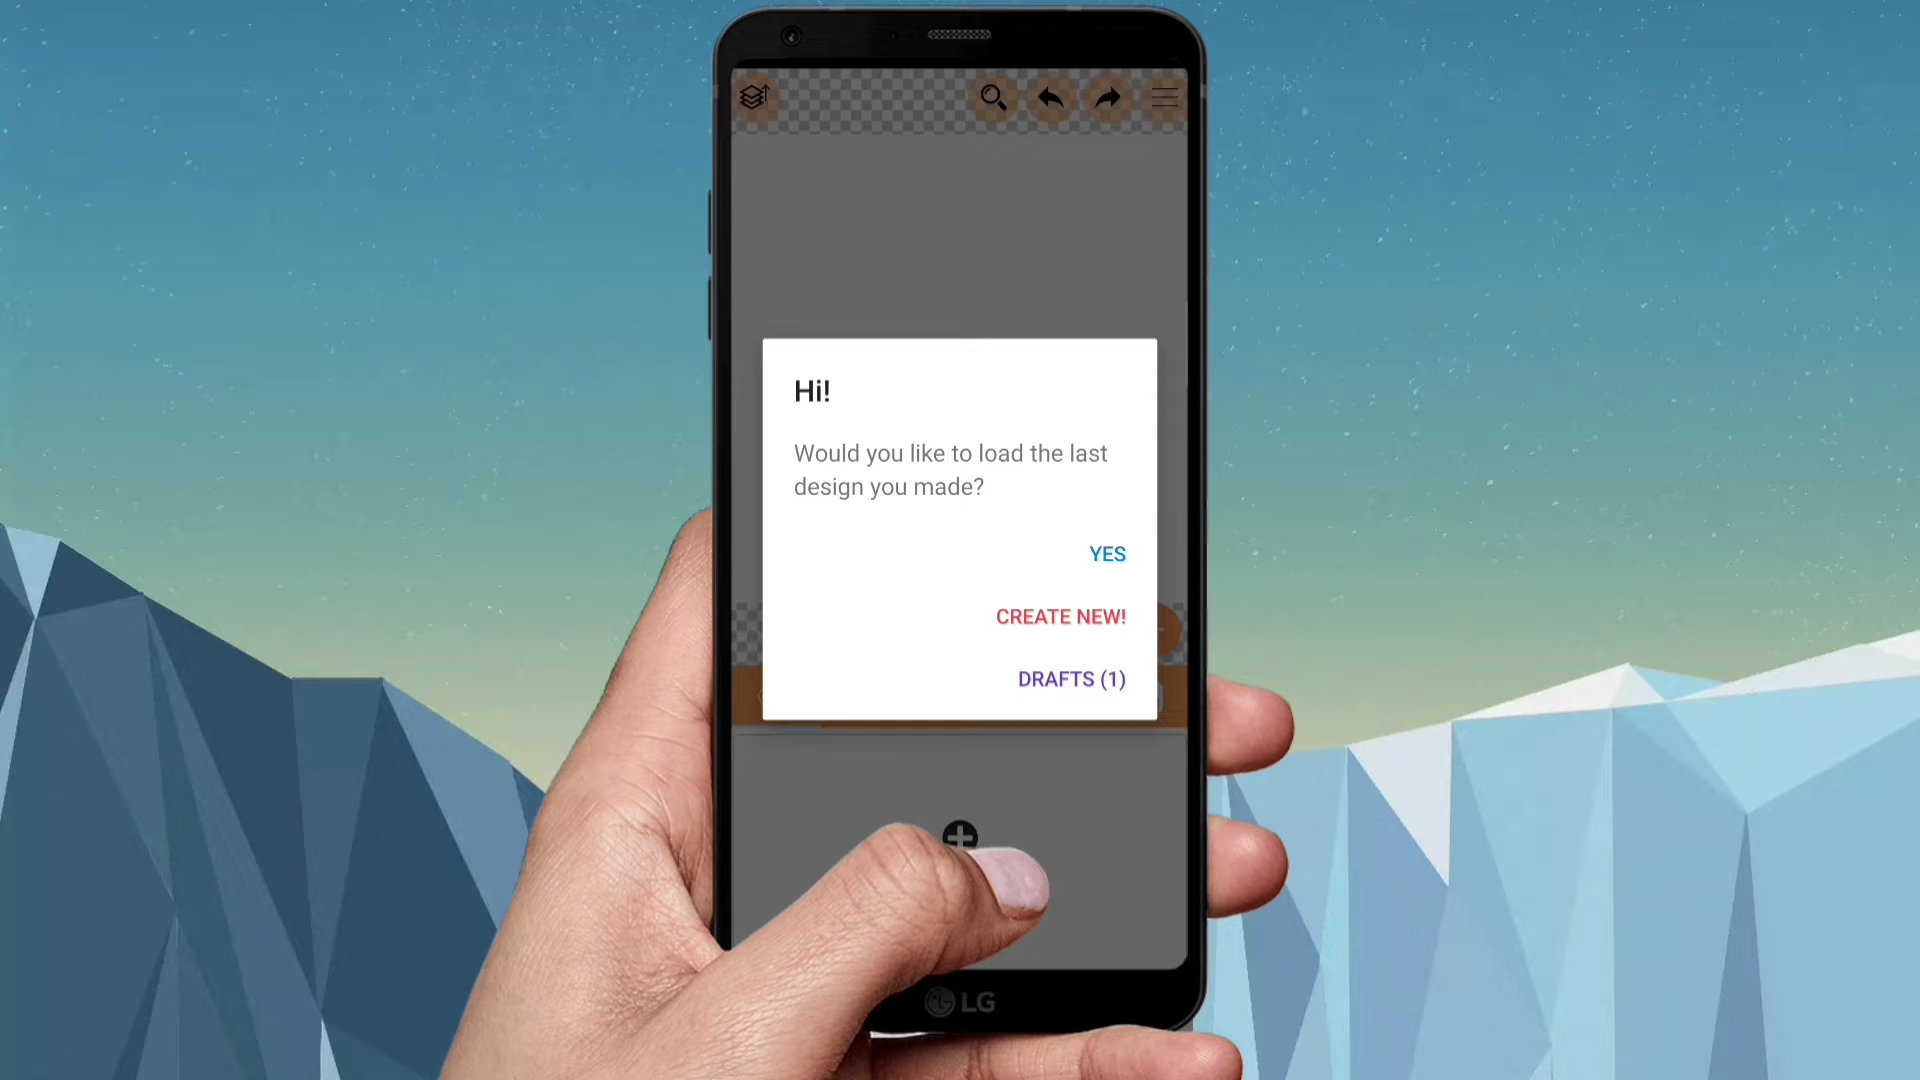 Hi!
Would you like to load the last
design you made?
YES
CREATE NEW!
DRAFTS (1)
LG